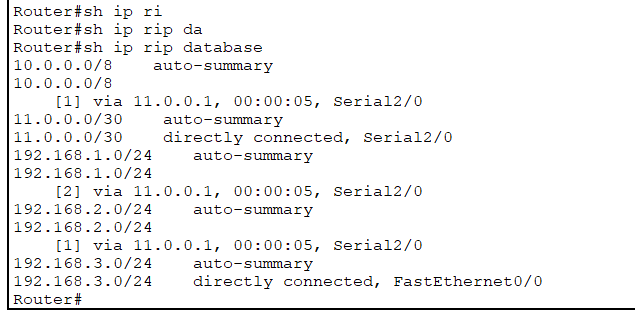 Router#sh ip ri
Router#sh ip rip da
Router#sh ip rip database
10.0.0.0/8    auto-summary
10.0.0.0/8
    [1] via 11.0.0.1, 00:00:05, Serial2/0
11.0.0.0/30    auto-summary
11.0.0.0/30    directly connected, Serial2/0
192.168.1.0/24    auto-summary
192.168.1.0/24
    [2] via 11.0.0.1, 00:00:05, Serial2/0
192.168.2.0/24    auto-summary
192.168.2.0/24
    [1] via 11.0.0.1, 00:00:05, Serial2/0
192.168.3.0/24    auto-summary
192.168.3.0/24    directly connected, FastEthernet0/0
Router#